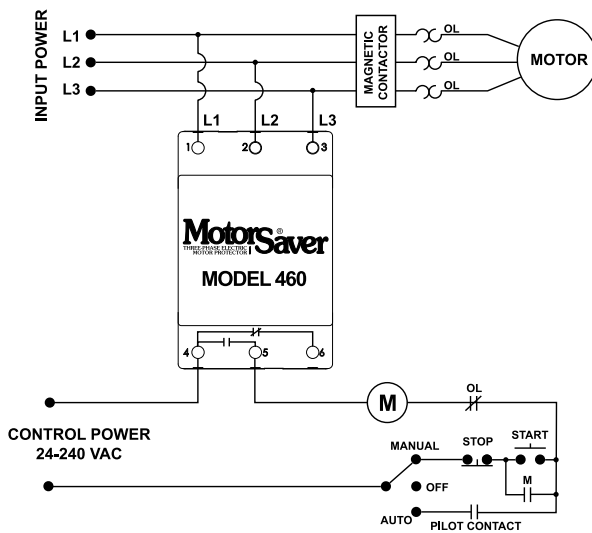 INPUT POWER
L1
L2
L3
MAGNETIC
CONTACTOR
OL
OL
OL
MOTOR
L1
L2
L3
1
2
3
MotorSaver®
THREE-PHASE ELECTRIC
MOTOR PROTECTOR
MODEL 460
4
5
6
M
OL
CONTROL POWER
24-240 VAC
MANUAL
STOP
START
M
OFF
AUTO
PILOT CONTACT